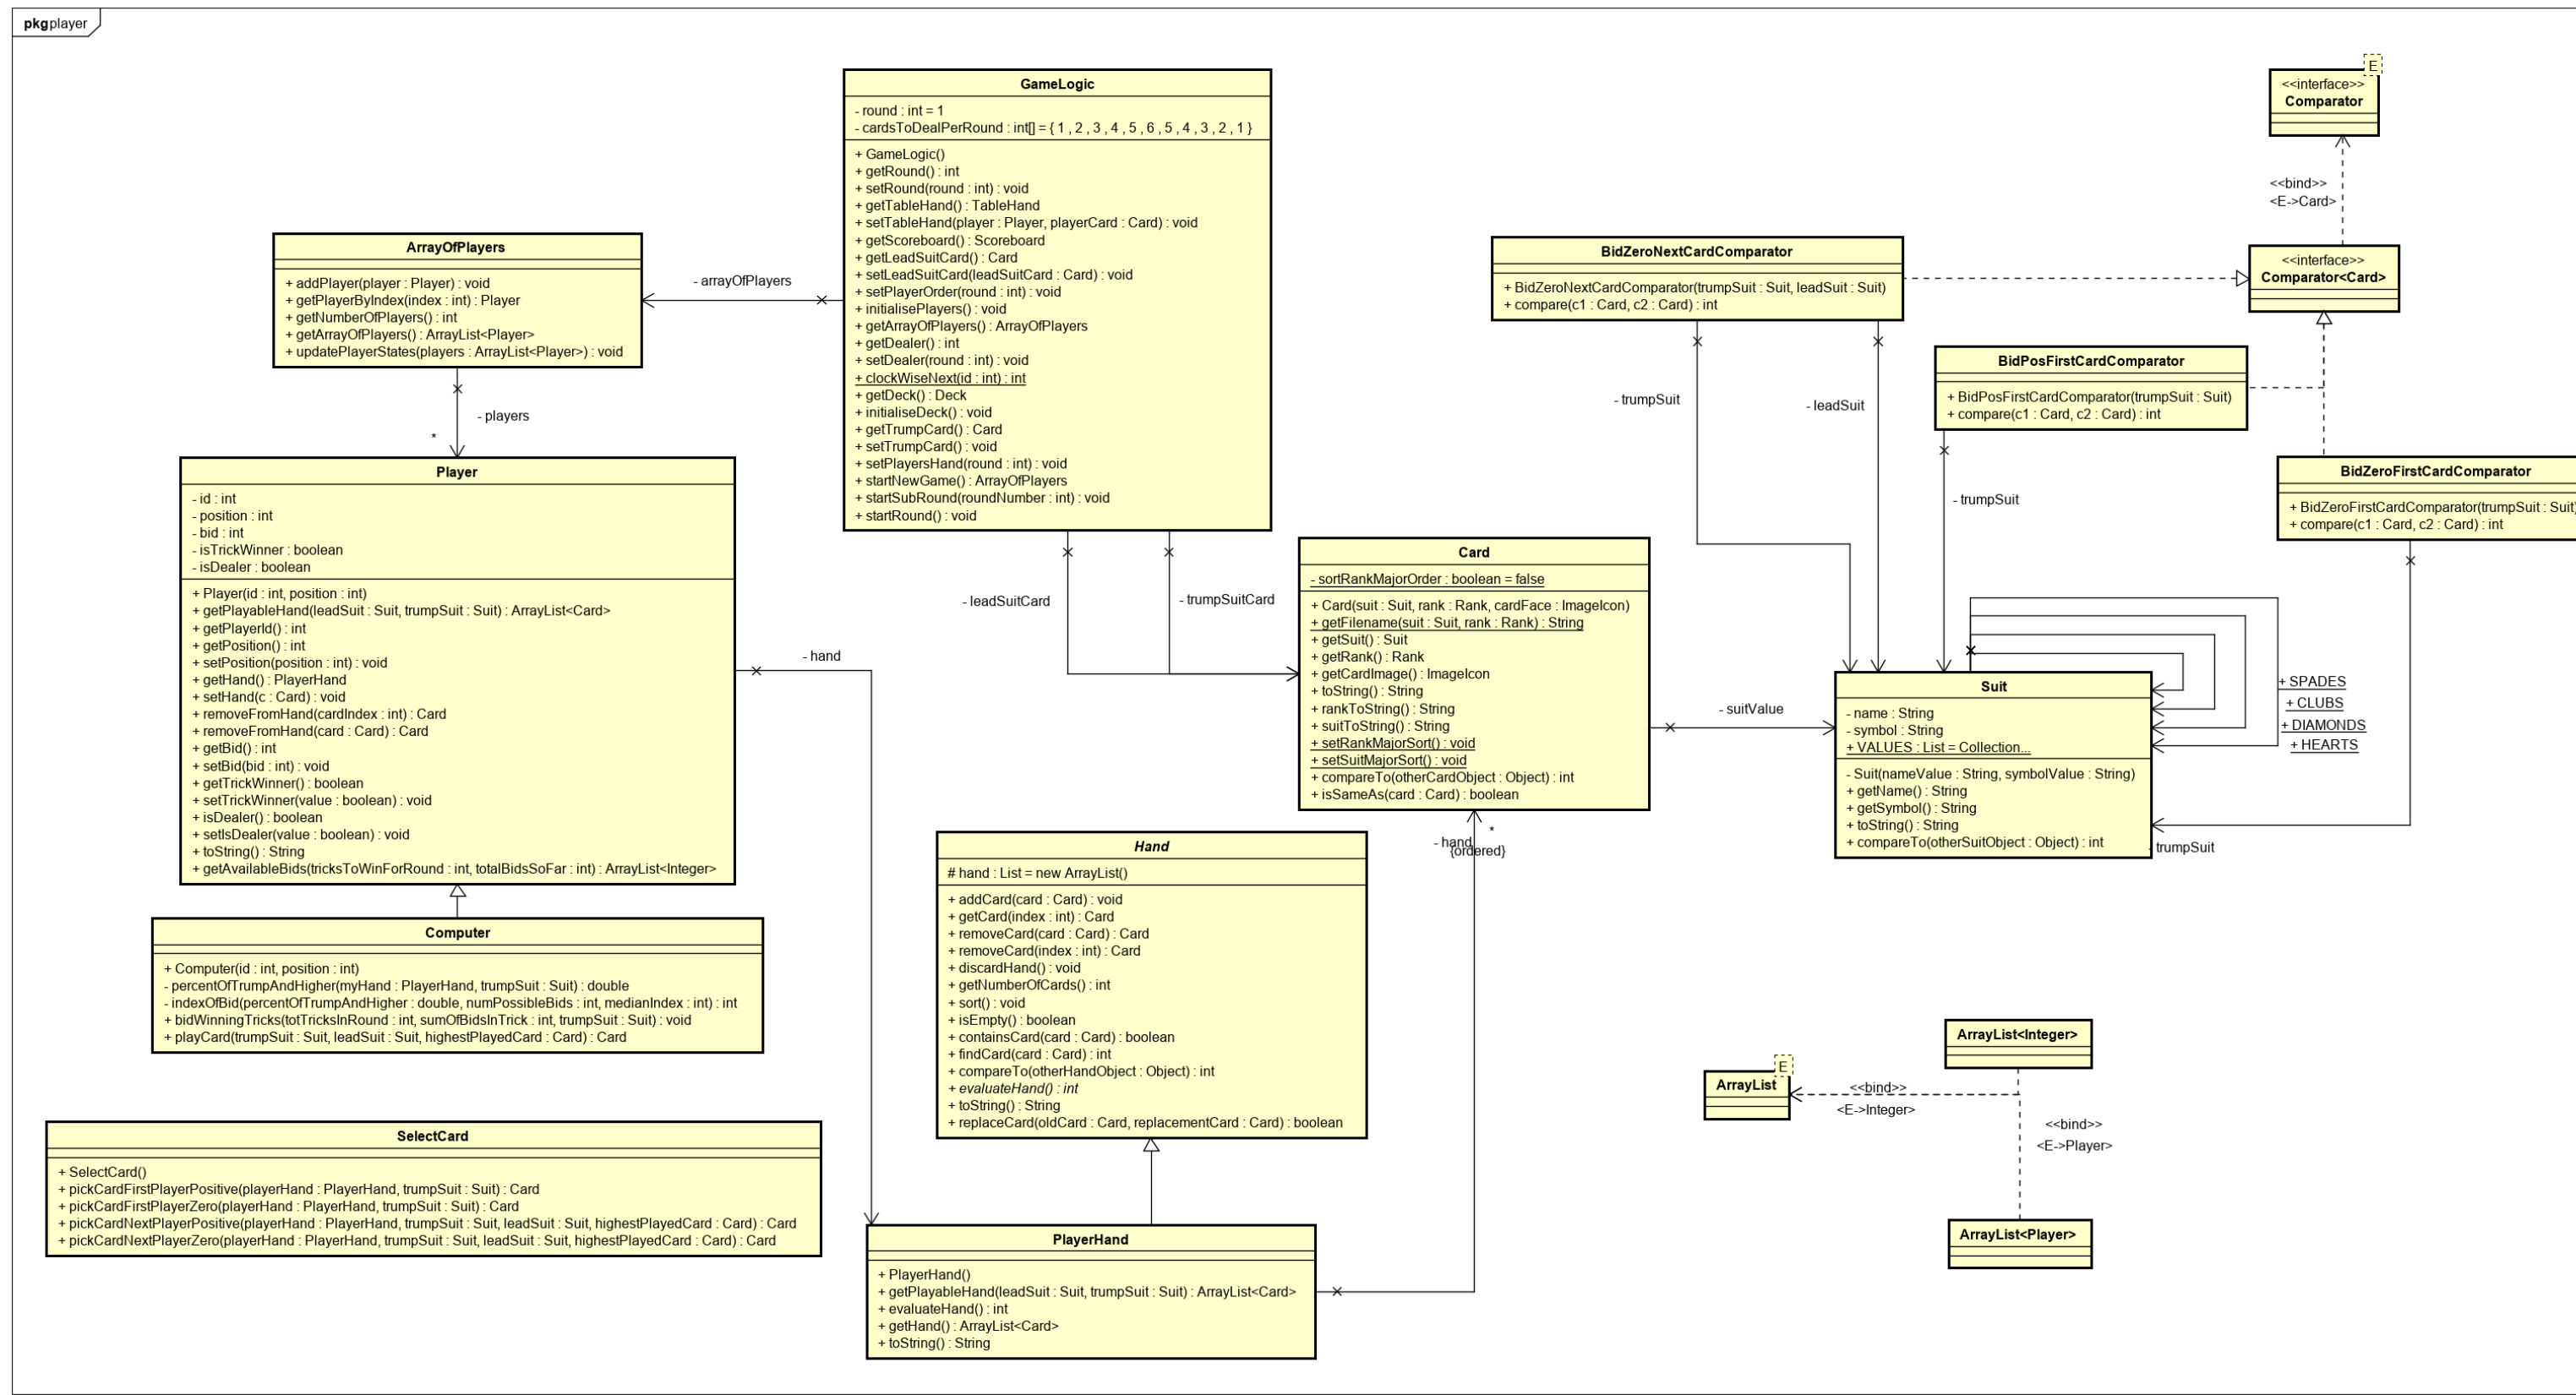 pkg player
GameLogic
- round : int = 1
- cardsToDealPerRound : int[] = { 1 , 2 , 3 , 4 , 5 , 6 , 5 , 4 , 3 , 2 , 1 }
+ GameLogic()
+ getRound() : int
+ setRound(round : int) : void
+ getTableHand() : TableHand
+ setTableHand(player : Player, playerCard : Card) : void
+ getScoreboard() : Scoreboard
+ getLeadSuitCard() : Card
+ setLeadSuitCard(leadSuitCard : Card) : void
+ setPlayerOrder(round : int) : void
+ initialisePlayers() : void
+ getArrayOfPlayers() : ArrayOfPlayers
+ getDealer() : int
+ setDealer(round : int) : void
+ clockWiseNext(id : int) : int
+ getDeck() : Deck
+ initialiseDeck() : void
+ getTrumpCard() : Card
+ setTrumpCard() : void
+ setPlayersHand(round : int) : void
+ startNewGame() : ArrayOfPlayers
+ startSubRound(roundNumber : int) : void
+ startRound() : void
- arrayOfPlayers
ArrayOfPlayers
+ addPlayer(player : Player) : void
+ getPlayerByIndex(index : int) : Player
+ getNumberOfPlayers() : int
+ getArrayOfPlayers() : ArrayList<Player>
+ updatePlayerStates(players : ArrayList<Player>) : void
- players
*
Player
- id : int
- position : int
- bid : int
- isTrickWinner : boolean
- isDealer : boolean
+ Player(id : int, position : int)
+ getPlayableHand(leadSuit : Suit, trumpSuit : Suit) : ArrayList<Card>
+ getPlayerId() : int
+ getPosition() : int
+ setPosition(position : int) : void
+ getHand() : PlayerHand
+ setHand(c : Card) : void
+ removeFromHand(cardIndex : int) : Card
+ removeFromHand(card : Card) : Card
+ getBid() : int
+ setBid(bid : int) : void
+ getTrickWinner() : boolean
+ setTrickWinner(value : boolean) : void
+ isDealer() : boolean
+ setIsDealer(value : boolean) : void
+ toString() : String
+ getAvailableBids(tricksToWinForRound : int, totalBidsSoFar : int) : ArrayList<Integer>
- hand
Computer
+ Computer(id : int, position : int)
- percentOfTrumpAndHigher(myHand : PlayerHand, trumpSuit : Suit) : double
- indexOfBid(percentOfTrumpAndHigher : double, numPossibleBids : int, medianIndex : int) : int
+ bidWinningTricks(totTricksInRound : int, sumOfBidsInTrick : int, trumpSuit : Suit) : void
+ playCard(trumpSuit : Suit, leadSuit : Suit, highestPlayedCard : Card) : Card
SelectCard
+ SelectCard()
+ pickCardFirstPlayerPositive(playerHand : PlayerHand, trumpSuit : Suit) : Card
+ pickCardFirstPlayerZero(playerHand : PlayerHand, trumpSuit : Suit) : Card
+ pickCardNextPlayerPositive(playerHand : PlayerHand, trumpSuit : Suit, leadSuit : Suit, highestPlayedCard : Card) : Card
+ pickCardNextPlayerZero(playerHand : PlayerHand, trumpSuit : Suit, leadSuit : Suit, highestPlayedCard : Card) : Card
- leadSuitCard
- trumpSuitCard
Card
- sortRankMajorOrder : boolean = false
+ Card(suit : Suit, rank : Rank, cardFace : ImageIcon)
+ getFilename(suit : Suit, rank : Rank) : String
+ getSuit() : Suit
+ getRank() : Rank
+ getCardImage() : ImageIcon
+ toString() : String
+ rankToString() : String
+ suitToString() : String
+ setRankMajorSort() : void
+ setSuitMajorSort() : void
+ compareTo(otherCardObject : Object) : int
+ isSameAs(card : Card) : boolean
*
- hand
{ordered}
Hand
# hand : List = new ArrayList()
+ addCard(card : Card) : void
+ getCard(index : int) : Card
+ removeCard(card : Card) : Card
+ removeCard(index : int) : Card
+ discardHand() : void
+ getNumberOfCards() : int
+ sort() : void
+ isEmpty() : boolean
+ containsCard(card : Card) : boolean
+ findCard(card : Card) : int
+ compareTo(otherHandObject : Object) : int
+ evaluateHand() : int
+ toString() : String
+ replaceCard(oldCard : Card, replacementCard : Card) : boolean
PlayerHand
+ PlayerHand()
+ getPlayableHand(leadSuit : Suit, trumpSuit : Suit) : ArrayList<Card>
+ evaluateHand() : int
+ getHand() : ArrayList<Card>
+ toString() : String
E
<<interface>>
Comparator
<<bind>>
<E->Card>
<<interface>>
Comparator<Card>
BidZeroNextCardComparator
+ BidZeroNextCardComparator(trumpSuit : Suit, leadSuit : Suit)
+ compare(c1 : Card, c2 : Card) : int
- trumpSuit
- leadSuit
BidPosFirstCardComparator
+ BidPosFirstCardComparator(trumpSuit : Suit)
+ compare(c1 : Card, c2 : Card) : int
- trumpSuit
BidZeroFirstCardComparator
+ BidZeroFirstCardComparator(trumpSuit : Suit)
+ compare(c1 : Card, c2 : Card) : int
- suitValue
Suit
- name : String
- symbol : String
+ VALUES : List = Collection...
- Suit(nameValue : String, symbolValue : String)
+ getName() : String
+ getSymbol() : String
+ toString() : String
+ compareTo(otherSuitObject : Object) : int
+ SPADES
+ CLUBS
+ DIAMONDS
+ HEARTS
- trumpSuit
ArrayList<Integer>
E
ArrayList
<<bind>>
<E->Integer>
<<bind>>
<E->Player>
ArrayList<Player>